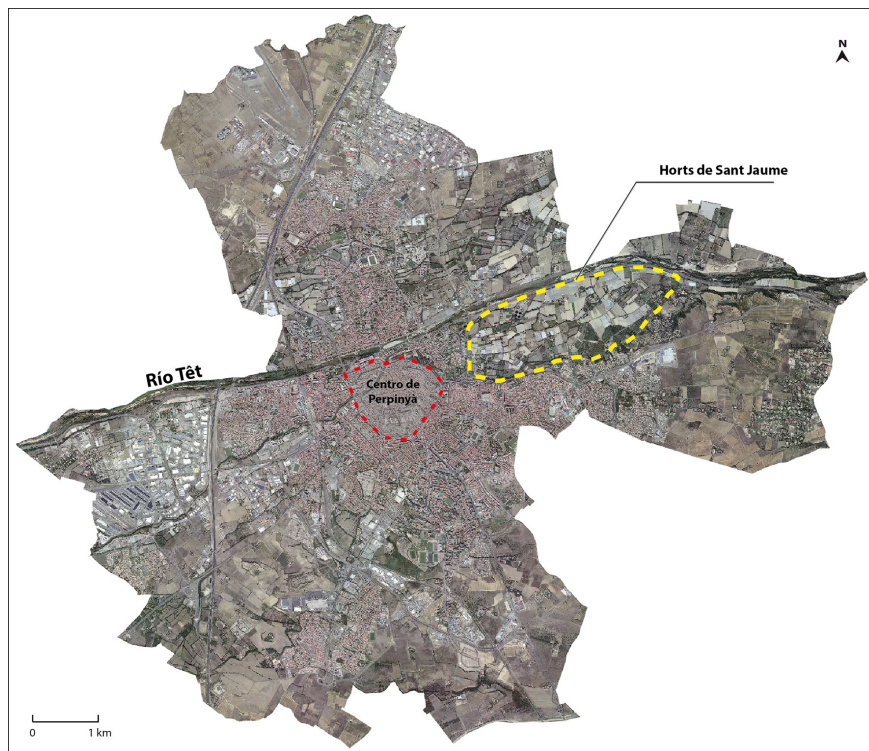 N
Horts de Sant Jaume
Río Têt
Centro de
Perpinyà
0 1 km